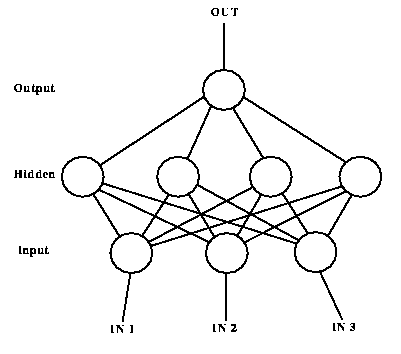 OUT
Output
Hidden
Input
IN 1 IN 2 IN 3